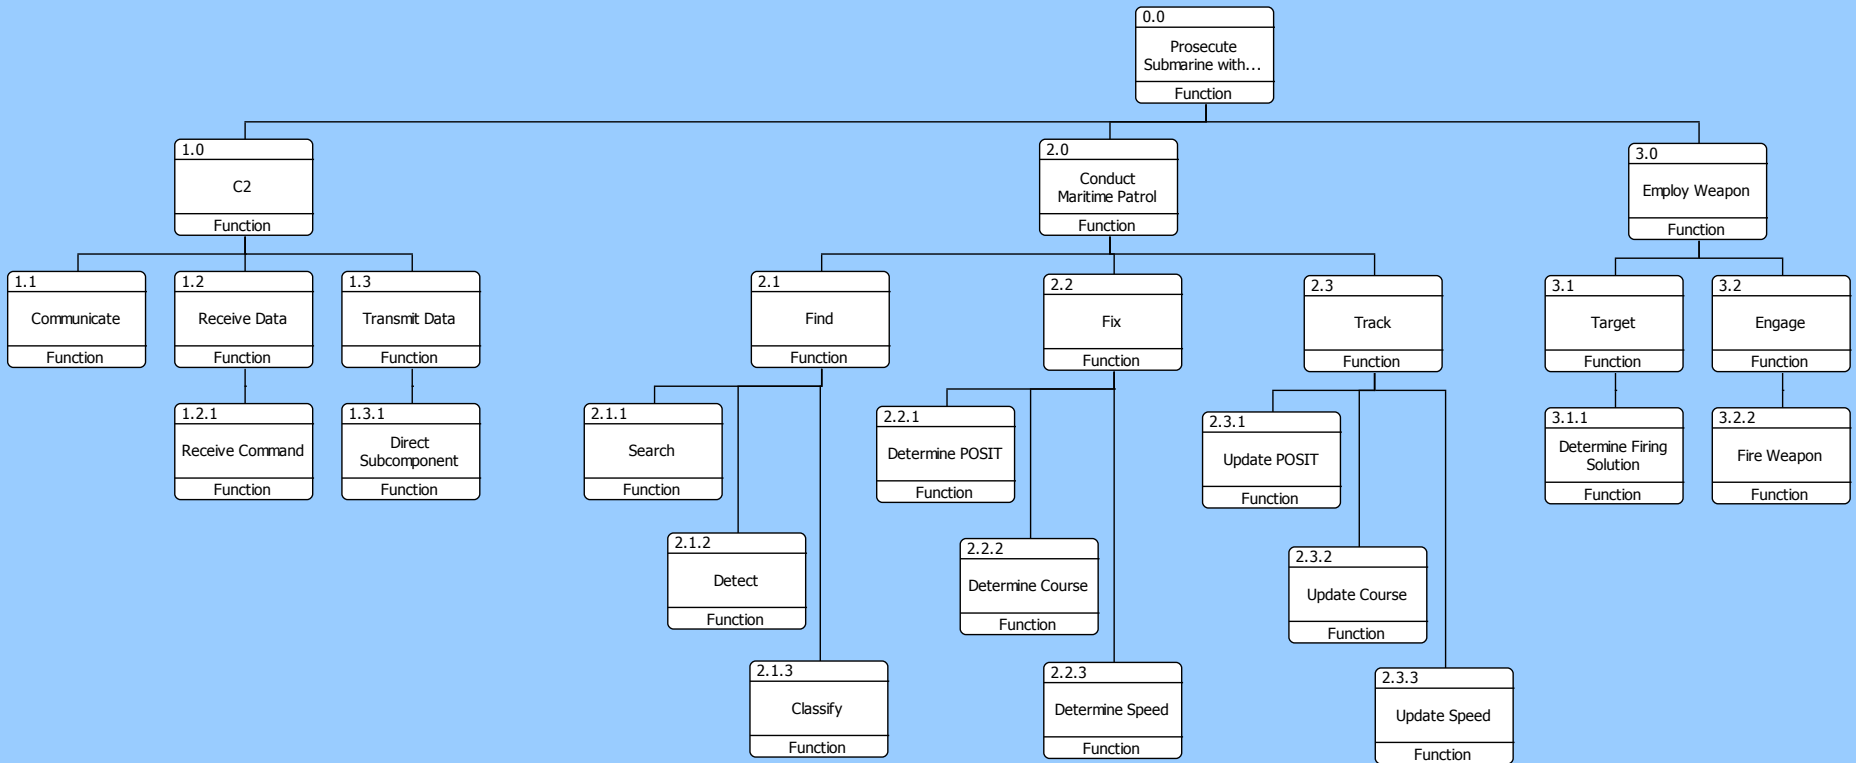 0.0
Prosecute
Submarine with...
Function
1.0
C2
Function
2.0
Conduct
Maritime Patrol
Function
3.0
Employ Weapon
Function
1.1
Communicate
Function
1.2
Receive Data
Function
1.3
Transmit Data
Function
2.1
Find
Function
2.2
Fix
Function
2.3
Track
Function
3.1
Target
Function
3.2
Engage
Function
1.2.1
Receive Command
Function
1.3.1
Direct
Subcomponent
Function
2.1.1
Search
Function
2.2.1
Determine POSIT
Function
2.3.1
Update POSIT
Function
3.1.1
Determine Firing
Solution
Function
3.2.2
Fire Weapon
Function
2.1.2
Detect
Function
2.2.2
Determine Course
Function
2.3.2
Update Course
Function
2.1.3
Classify
Function
2.2.3
Determine Speed
Function
2.3.3
Update Speed
Function